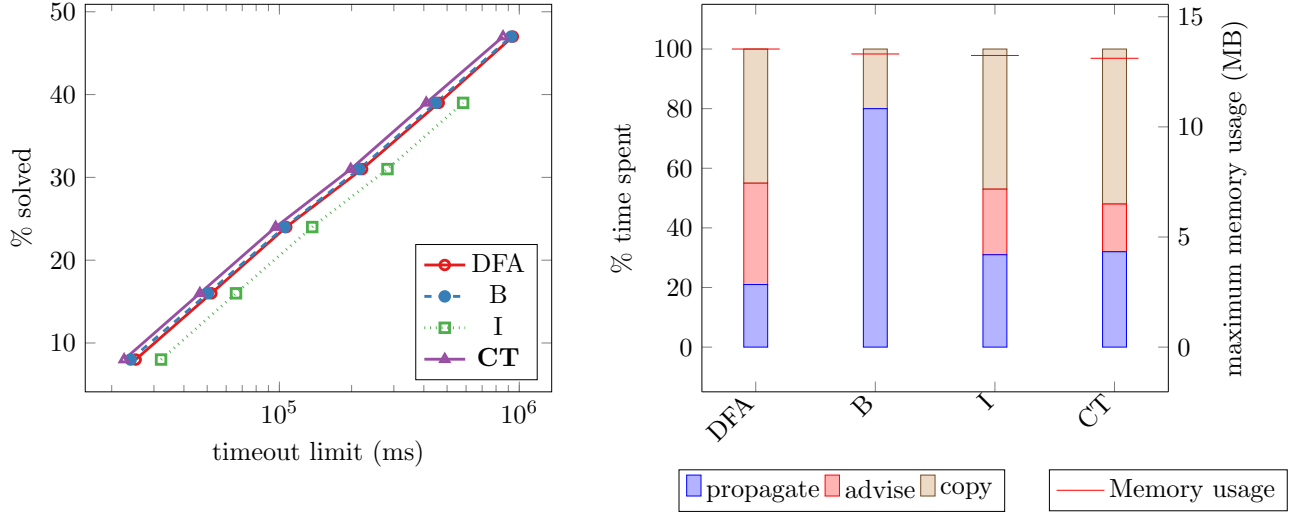 50
40
30
20
10
% solved
10^5
10^6
timeout limit (ms)
DFA
B
I
CT
100
80
60
40
20
0
% time spent
15
10
5
0
maximum memory usage (MB)
DFA
B
I
CT
propagate advise copy
Memory usage